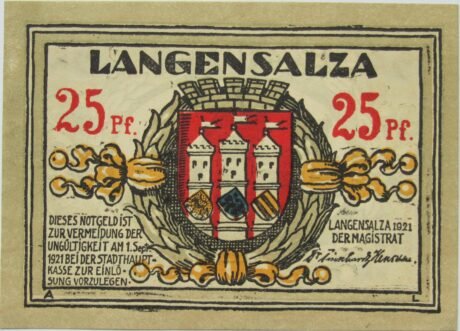 LANGENSALZA
25 Pf.
25 Pf.
DIESES NOTGELD IST
ZUR VERMEIDUNG DER
UNGÜLTIGKEIT AM 1. Sept.
1921 BEI DER STADTHAUPT-
KASSE ZUR EINLÖ-
SUNG VORZULEGEN.
LANGENSALZA 1921
DER MAGISTRAT
A
L